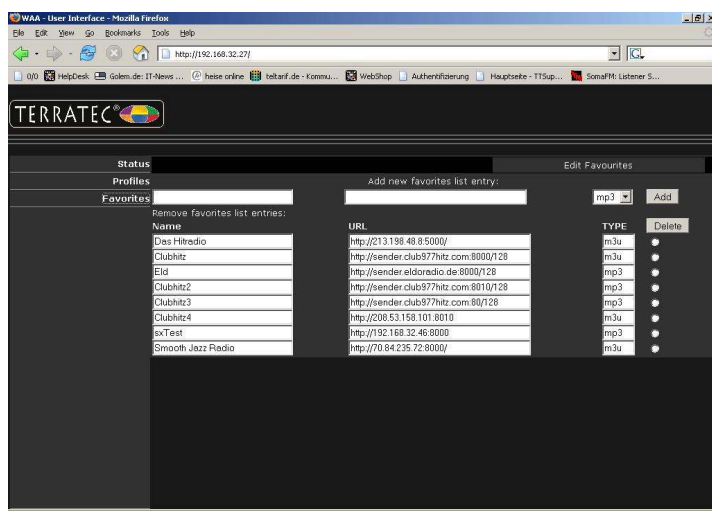 WAA - User Interface - Mozilla Firefox
File Edit View Go Bookmarks Tools Help
http://192.168.32.27/
G.
0/0 HelpDesk Golem.de: IT-News ... heise online teltarif.de - Kommu... WebShop Authentifizierung Hauptseite - TTSup... SomaFM: Listener S...
TERRATEC®
Status Edit Favourites
Profiles Add new favorites list entry:
Favorites mp3 Add
Remove favorites list entries:
Name URL TYPE Delete
Das Hitradio http://213.198.48.8:5000/ m3u
Clubhitz http://sender.club977hitz.com:8000/128 m3u
Eld http://sender.eldoradio.de:8000/128 mp3
Clubhitz2 http://sender.club977hitz.com:8010/128 mp3
Clubhitz3 http://sender.club977hitz.com:80/128 mp3
Clubhitz4 http://208.53.158.101:8010 m3u
sxTest http://192.168.32.46:8000 mp3
Smooth Jazz Radio http://70.84.235.72:8000/ m3u